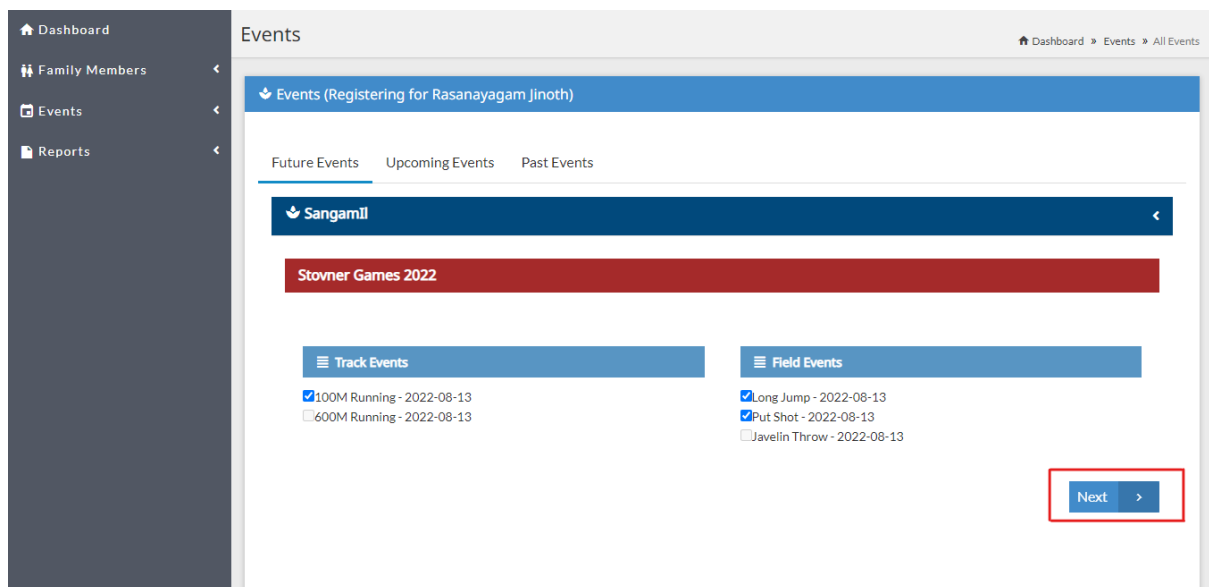 Dashboard
Family Members
Events
Reports
Events
Dashboard » Events » All Events
Events (Registering for Rasanayagam Jinoth)
Future Events Upcoming Events Past Events
SangamIl
Stovner Games 2022
Track Events
100M Running - 2022-08-13
600M Running - 2022-08-13
Field Events
Long Jump - 2022-08-13
Put Shot - 2022-08-13
Javelin Throw - 2022-08-13
Next >